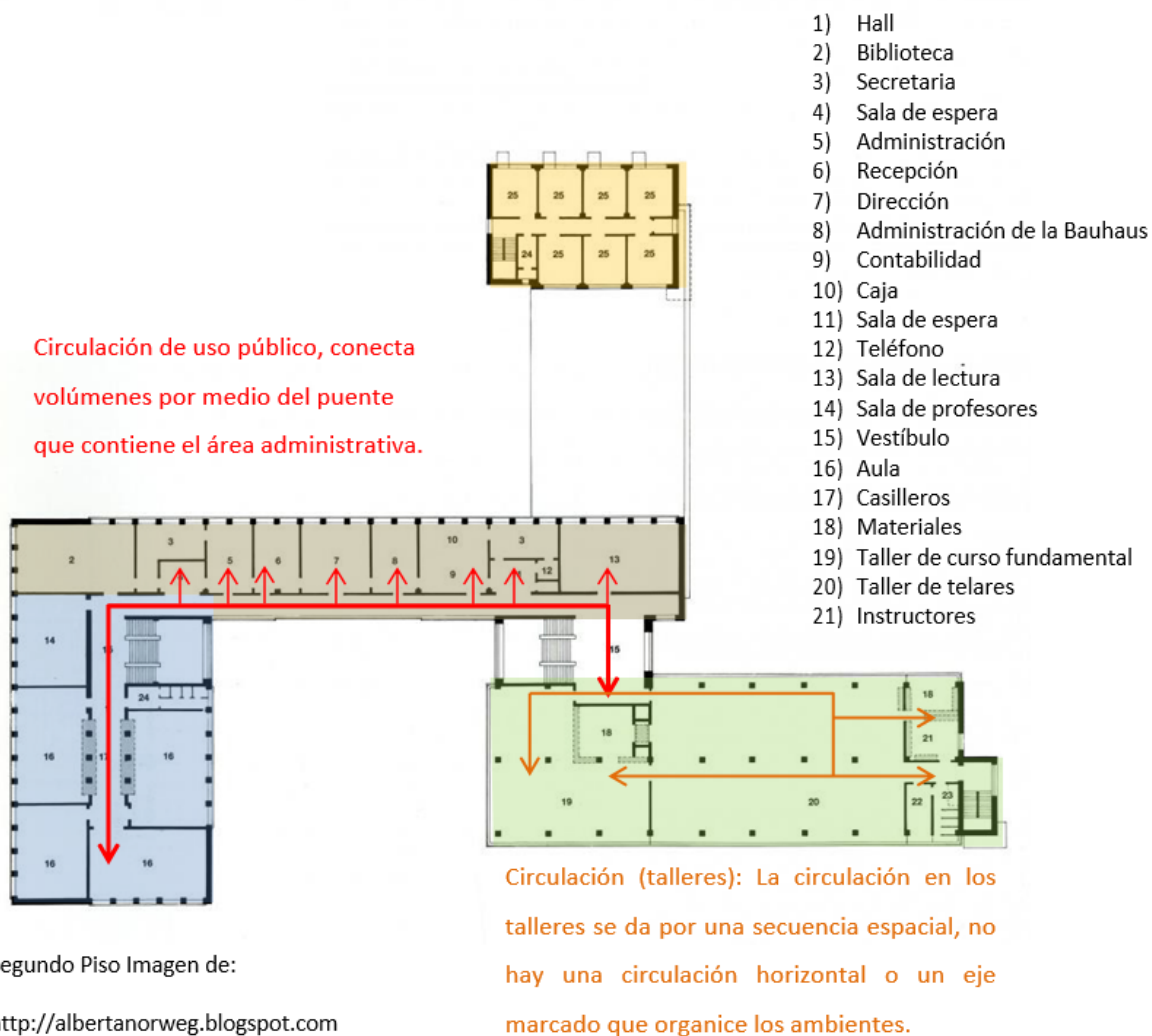 1) Hall
2) Biblioteca
3) Secretaria
4) Sala de espera
5) Administración
6) Recepción
7) Dirección
8) Administración de la Bauhaus
9) Contabilidad
10) Caja
11) Sala de espera
12) Teléfono
13) Sala de lectura
14) Sala de profesores
15) Vestíbulo
16) Aula
17) Casilleros
18) Materiales
19) Taller de curso fundamental
20) Taller de telares
21) Instructores
25 25 25 25
24 25 25 25
Circulación de uso público, conecta
volúmenes por medio del puente
que contiene el área administrativa.
2 3 5 6 7 8 10 9 3 12 13
14 15
24
16 17 16
16 16
18 18
21
19 20 22 23
Circulación (talleres): La circulación en los
talleres se da por una secuencia espacial, no
hay una circulación horizontal o un eje
marcado que organice los ambientes.
egundo Piso Imagen de:
ttp://albertanorweg.blogspot.com